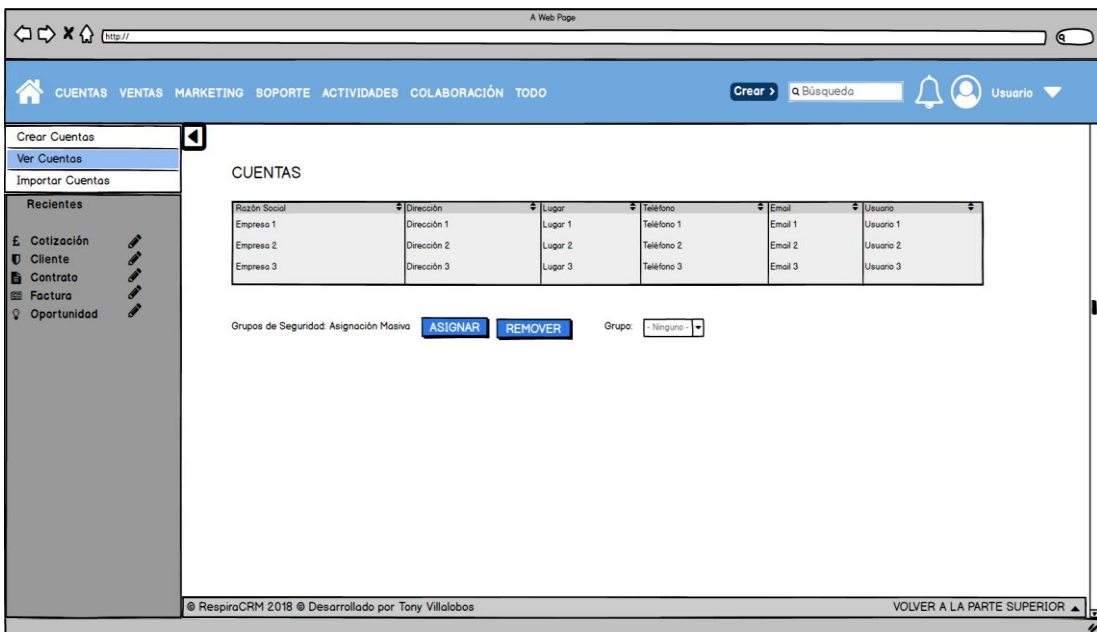 A Web Page
http://
CUENTAS VENTAS MARKETING SOPORTE ACTIVIDADES COLABORACIÓN TODO Crear > Búsqueda Usuario
Crear Cuentas
Ver Cuentas
Importar Cuentas
Recientes
£ Cotización
Cliente
Contrato
Factura
Oportunidad
CUENTAS
Razón Social Dirección Lugar Teléfono Email Usuario
Empresa 1 Dirección 1 Lugar 1 Teléfono 1 Email 1 Usuario 1
Empresa 2 Dirección 2 Lugar 2 Teléfono 2 Email 2 Usuario 2
Empresa 3 Dirección 3 Lugar 3 Teléfono 3 Email 3 Usuario 3
Grupos de Seguridad: Asignación Masiva ASIGNAR REMOVER Grupo: - Ninguno -
© RespiraCRM 2018 © Desarrollado por Tony Villalobos VOLVER A LA PARTE SUPERIOR